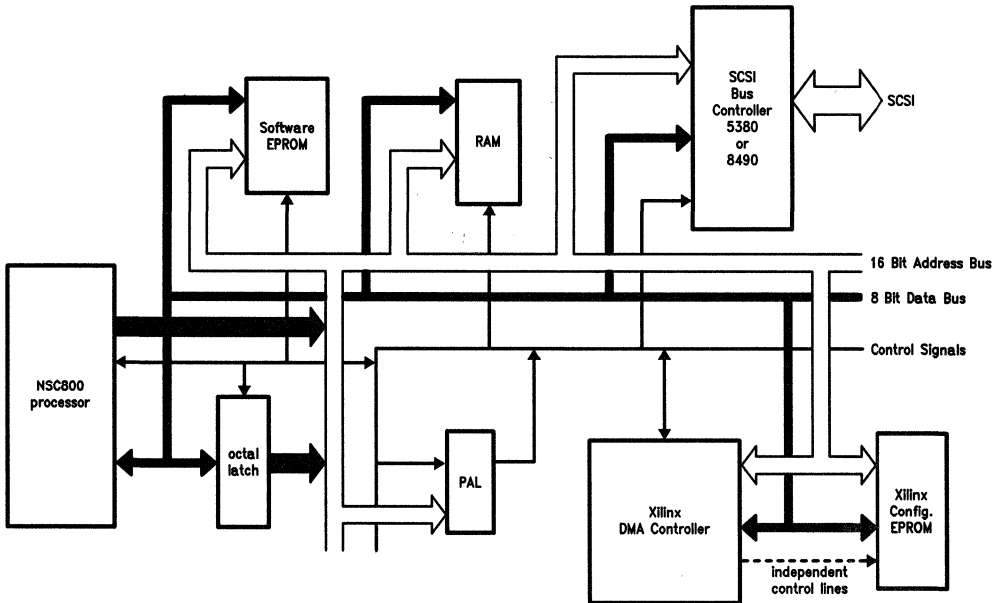 SCSI
Bus
Controller
5380
or
8490
SCSI
Software
EPROM
RAM
16 Bit Address Bus
8 Bit Data Bus
Control Signals
NSC800
processor
octal
latch
PAL
Xilinx
DMA Controller
Xilinx
Config.
EPROM
independent
control lines